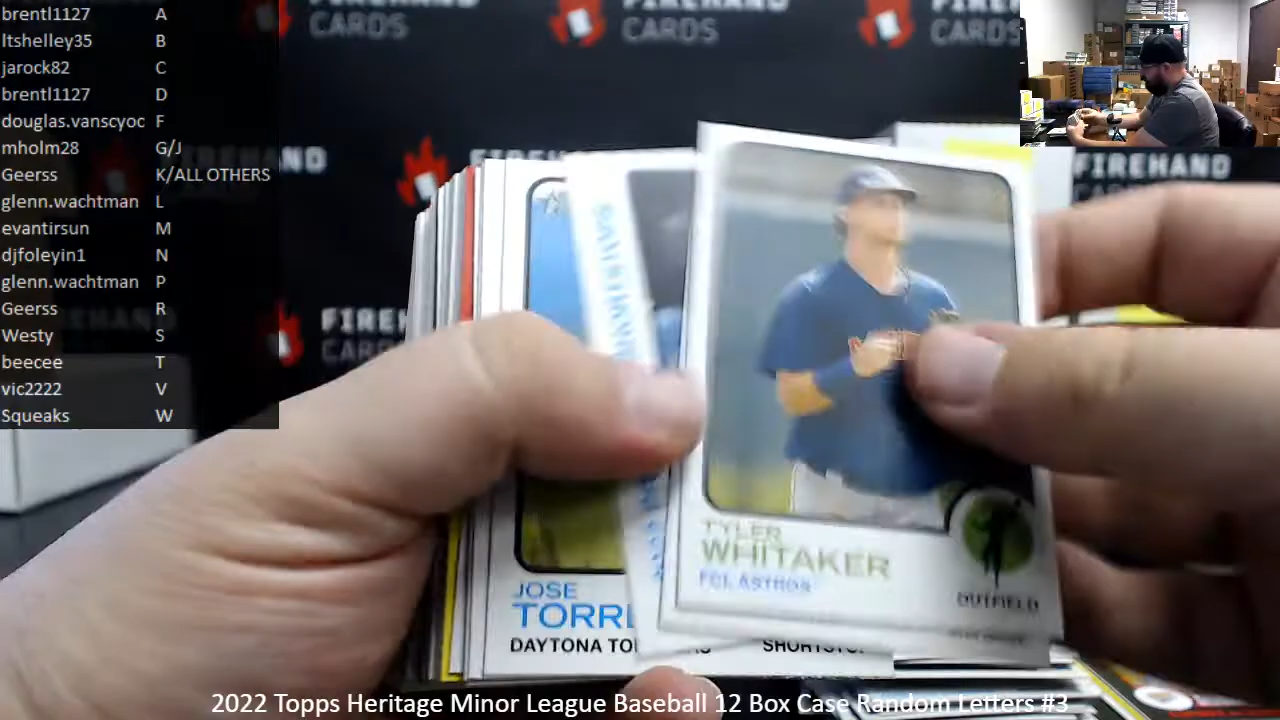 brentl1127 A
ltshelley35 B
jarock82 C
brentl1127 D
douglas.vanscyoc F
mholm28 G/J
Geerss K/ALL OTHERS
glenn.wachtman L
evantirsun M
djfoleyin1 N
glenn.wachtman P
Geerss R
Westy S
beecee T
vic2222 V
Squeaks W
FIREHAND
CARDS
FIREHAND
CARDS
FIREHAND
CARDS
FIREHAND
TYLER
WHITAKER
FCL ASTROS
OUTFIELD
JOSE
TORRE
DAYTONA
SHORTSTOP
2022 Topps Heritage Minor League Baseball 12 Box Case Random Letters #3